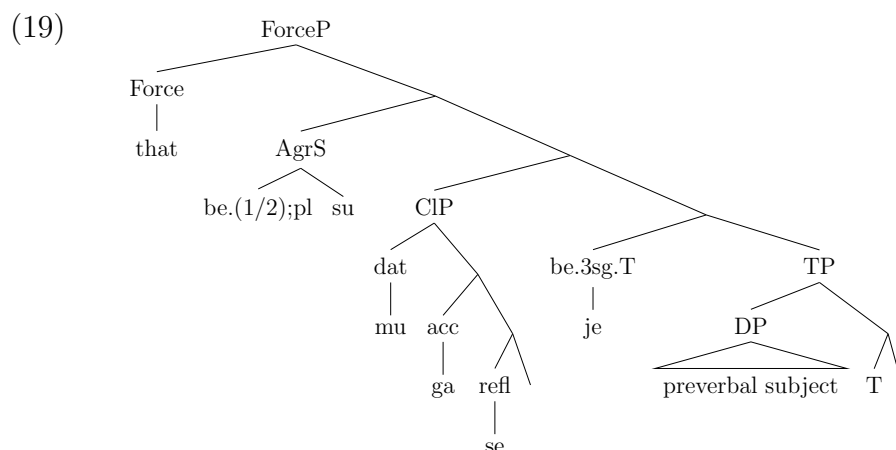 (19)
ForceP
Force
that
AgrS
be.(1/2);pl su
ClP
dat
mu
acc
ga
refl
se
be.3sg.T
je
TP
DP
preverbal subject
T